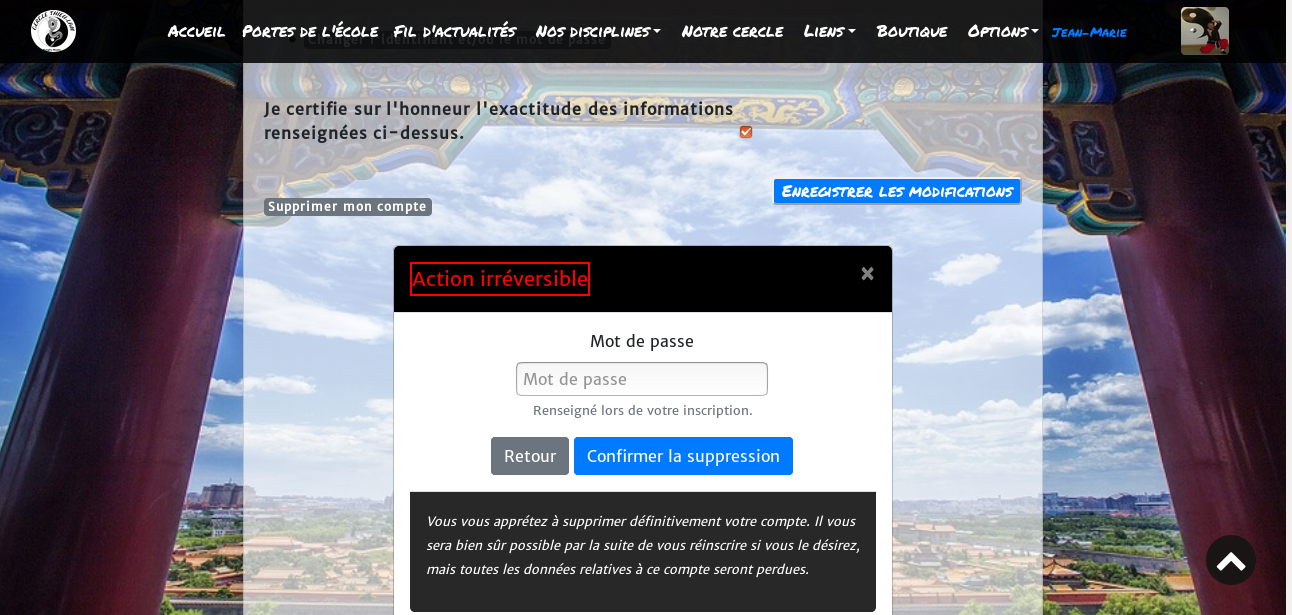 Accueil Portes de l'école Fil d'actualités Nos disciplines Notre cercle Liens Boutique Options Jean-Marie
Changer l'identifiant et/ou le mot de passe
Je certifie sur l'honneur l'exactitude des informations
renseignées ci-dessus.
Enregistrer les modifications
Supprimer mon compte
Action irréversible
×
Mot de passe
Mot de passe
Renseigné lors de votre inscription.
Retour Confirmer la suppression
Vous vous apprétez à supprimer définitivement votre compte. Il vous
sera bien sûr possible par la suite de vous réinscrire si vous le désirez,
mais toutes les données relatives à ce compte seront perdues.